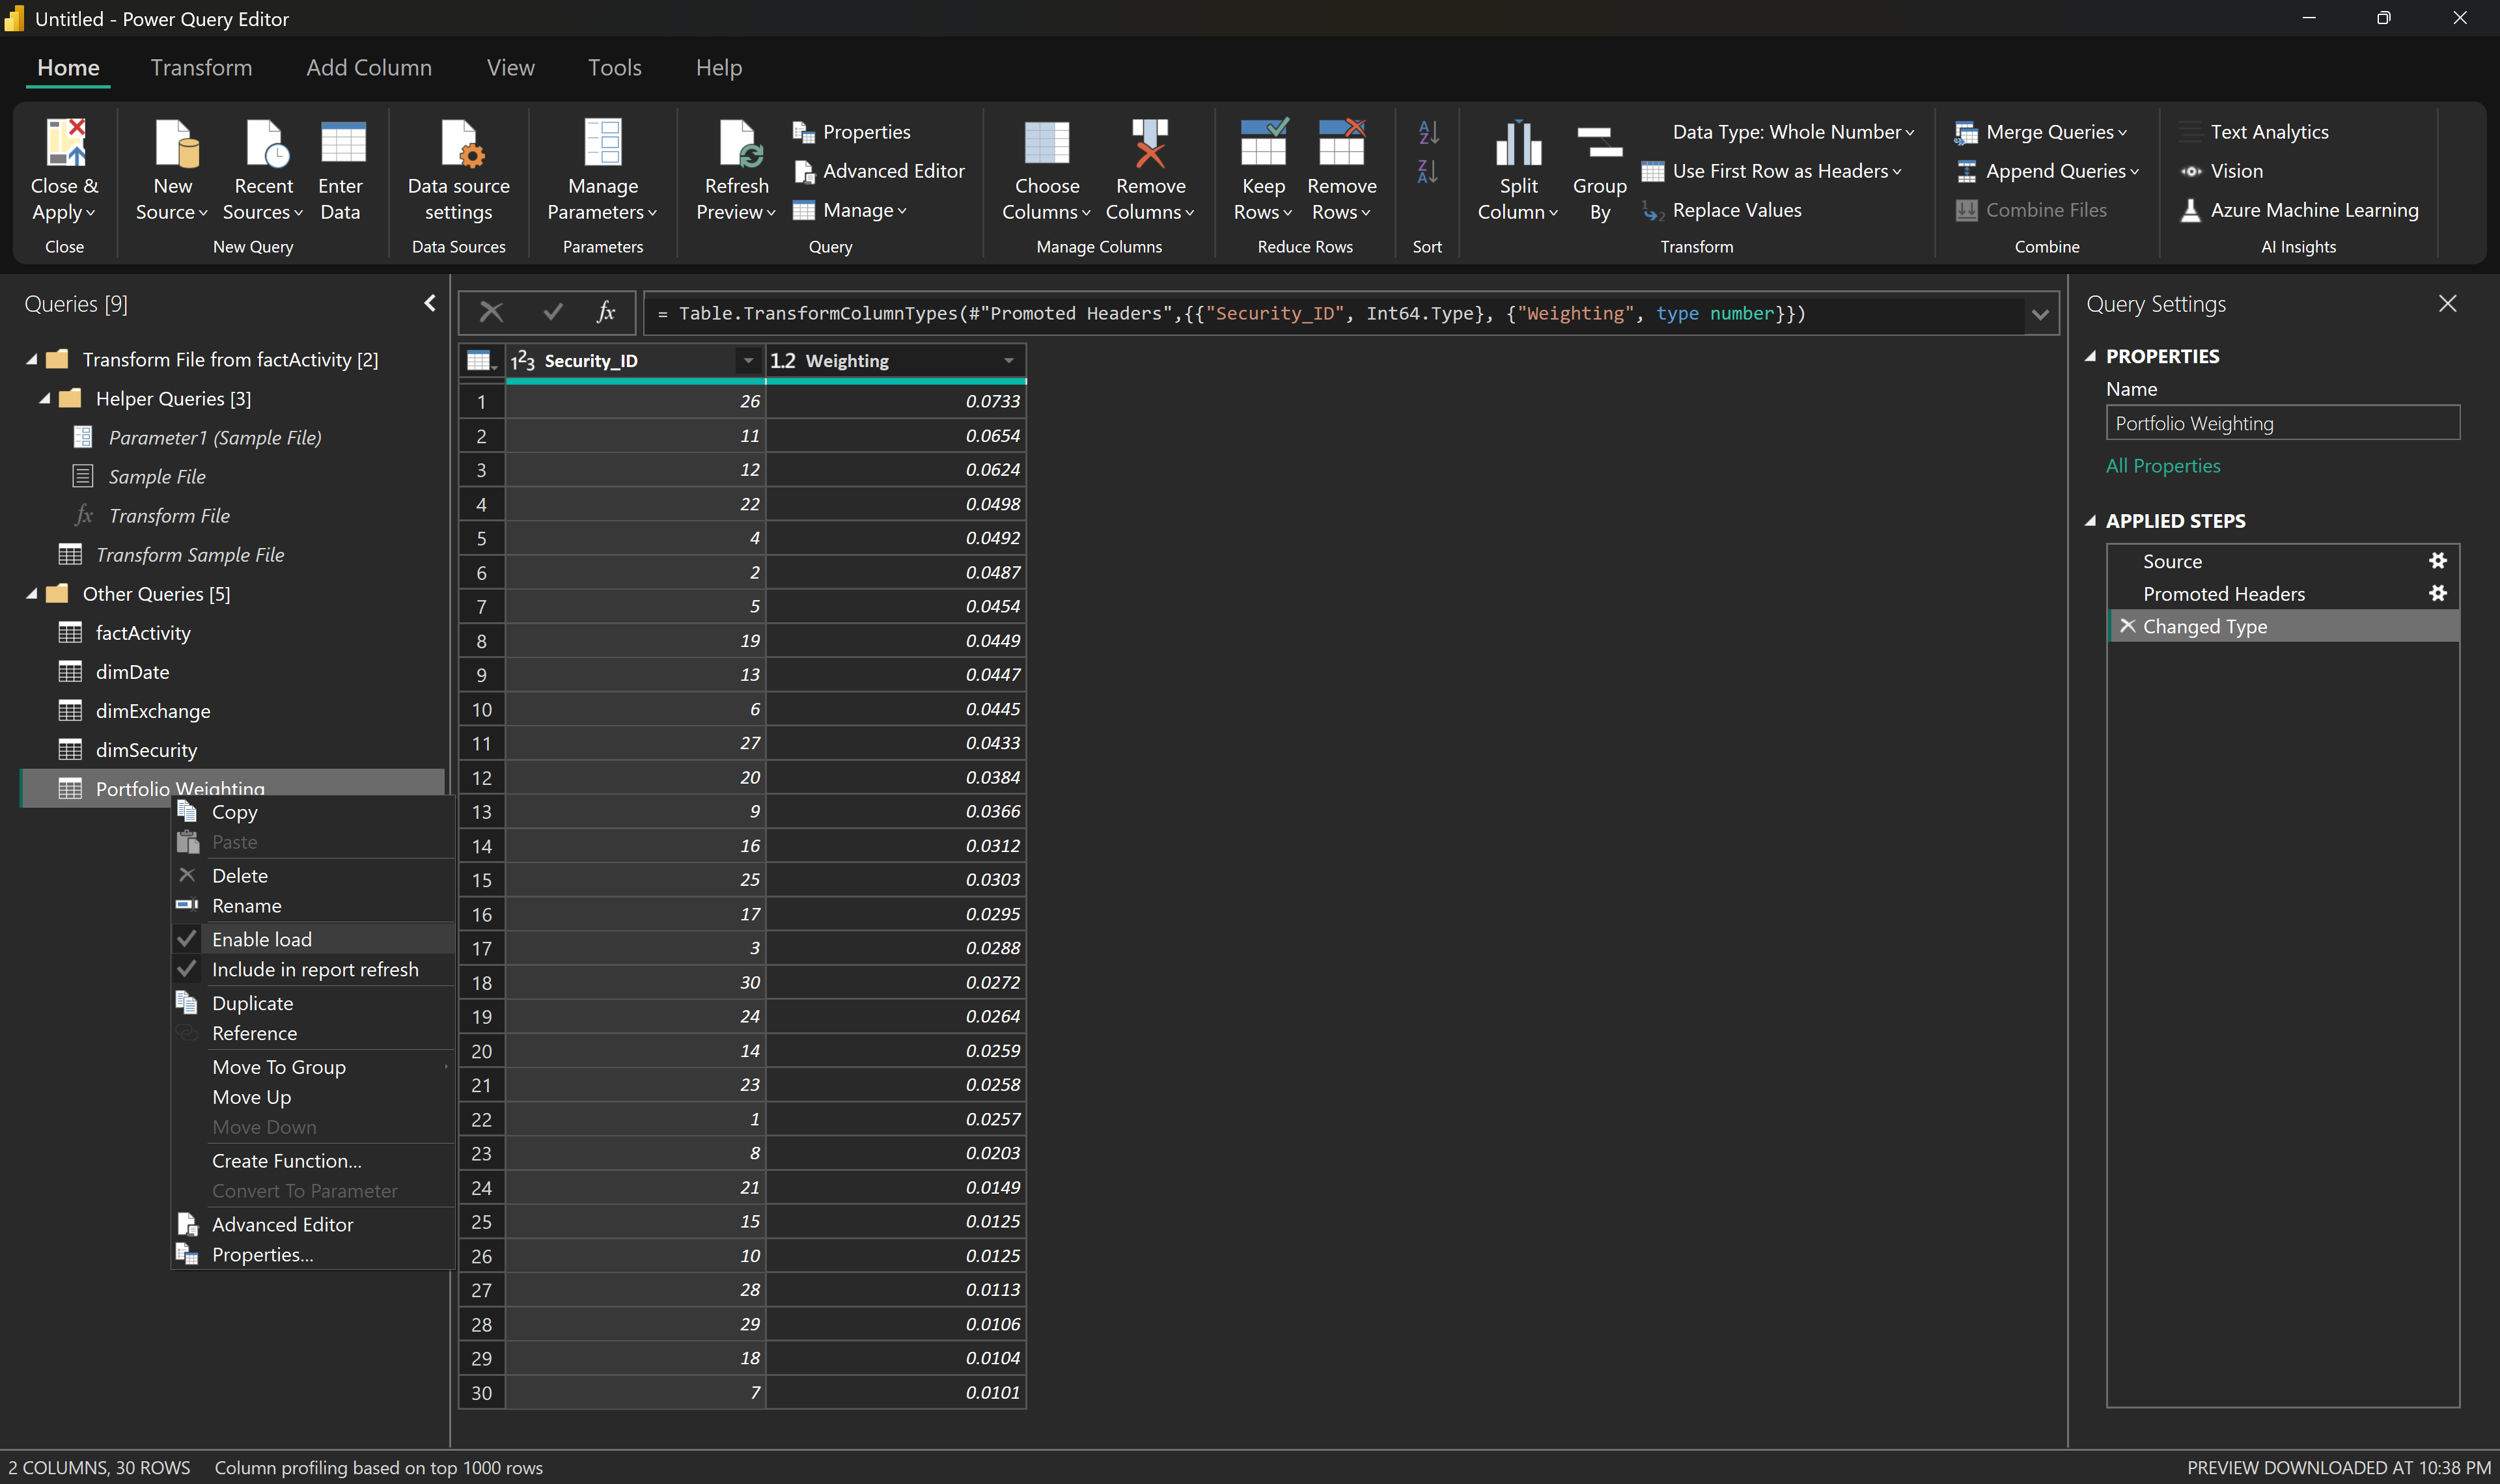 Untitled - Power Query Editor
Home Transform Add Column View Tools Help
Close & Apply
Close
New Source
Recent Sources
Enter Data
New Query
Data source settings
Data Sources
Manage Parameters
Parameters
Refresh Preview
Properties
Advanced Editor
Manage
Query
Choose Columns
Remove Columns
Manage Columns
Keep Rows
Remove Rows
Reduce Rows
Sort
Split Column
Group By
Data Type: Whole Number
Use First Row as Headers
Replace Values
Transform
Merge Queries
Append Queries
Combine Files
Combine
Text Analytics
Vision
Azure Machine Learning
AI Insights
Queries [9]
Transform File from factActivity [2]
Helper Queries [3]
Parameter1 (Sample File)
Sample File
fx Transform File
Transform Sample File
Other Queries [5]
factActivity
dimDate
dimExchange
dimSecurity
Portfolio Weighting
Copy
Paste
Delete
Rename
Enable load
Include in report refresh
Duplicate
Reference
Move To Group
Move Up
Move Down
Create Function...
Convert To Parameter
Advanced Editor
Properties...
fx = Table.TransformColumnTypes(#"Promoted Headers",{{"Security_ID", Int64.Type}, {"Weighting", type number}})
123 Security_ID 1.2 Weighting
1 26 0.0733
2 11 0.0654
3 12 0.0624
4 22 0.0498
5 4 0.0492
6 2 0.0487
7 5 0.0454
8 19 0.0449
9 13 0.0447
10 6 0.0445
11 27 0.0433
12 20 0.0384
13 9 0.0366
14 16 0.0312
15 25 0.0303
16 17 0.0295
17 3 0.0288
18 30 0.0272
19 24 0.0264
20 14 0.0259
21 23 0.0258
22 1 0.0257
23 8 0.0203
24 21 0.0149
25 15 0.0125
26 10 0.0125
27 28 0.0113
28 29 0.0106
29 18 0.0104
30 7 0.0101
Query Settings
PROPERTIES
Name
Portfolio Weighting
All Properties
APPLIED STEPS
Source
Promoted Headers
Changed Type
2 COLUMNS, 30 ROWS Column profiling based on top 1000 rows
PREVIEW DOWNLOADED AT 10:38 PM